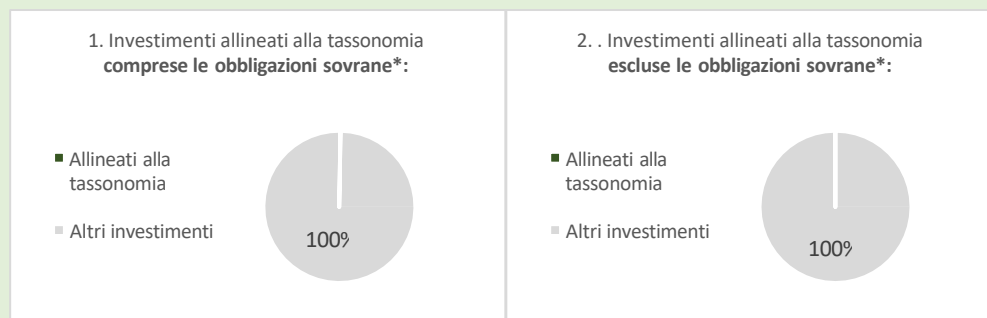 1. Investimenti allineati alla tassonomia
comprese le obbligazioni sovrane*:
Allineati alla
tassonomia
Altri investimenti
100%
2. . Investimenti allineati alla tassonomia
escluse le obbligazioni sovrane*:
Allineati alla
tassonomia
Altri investimenti
100%